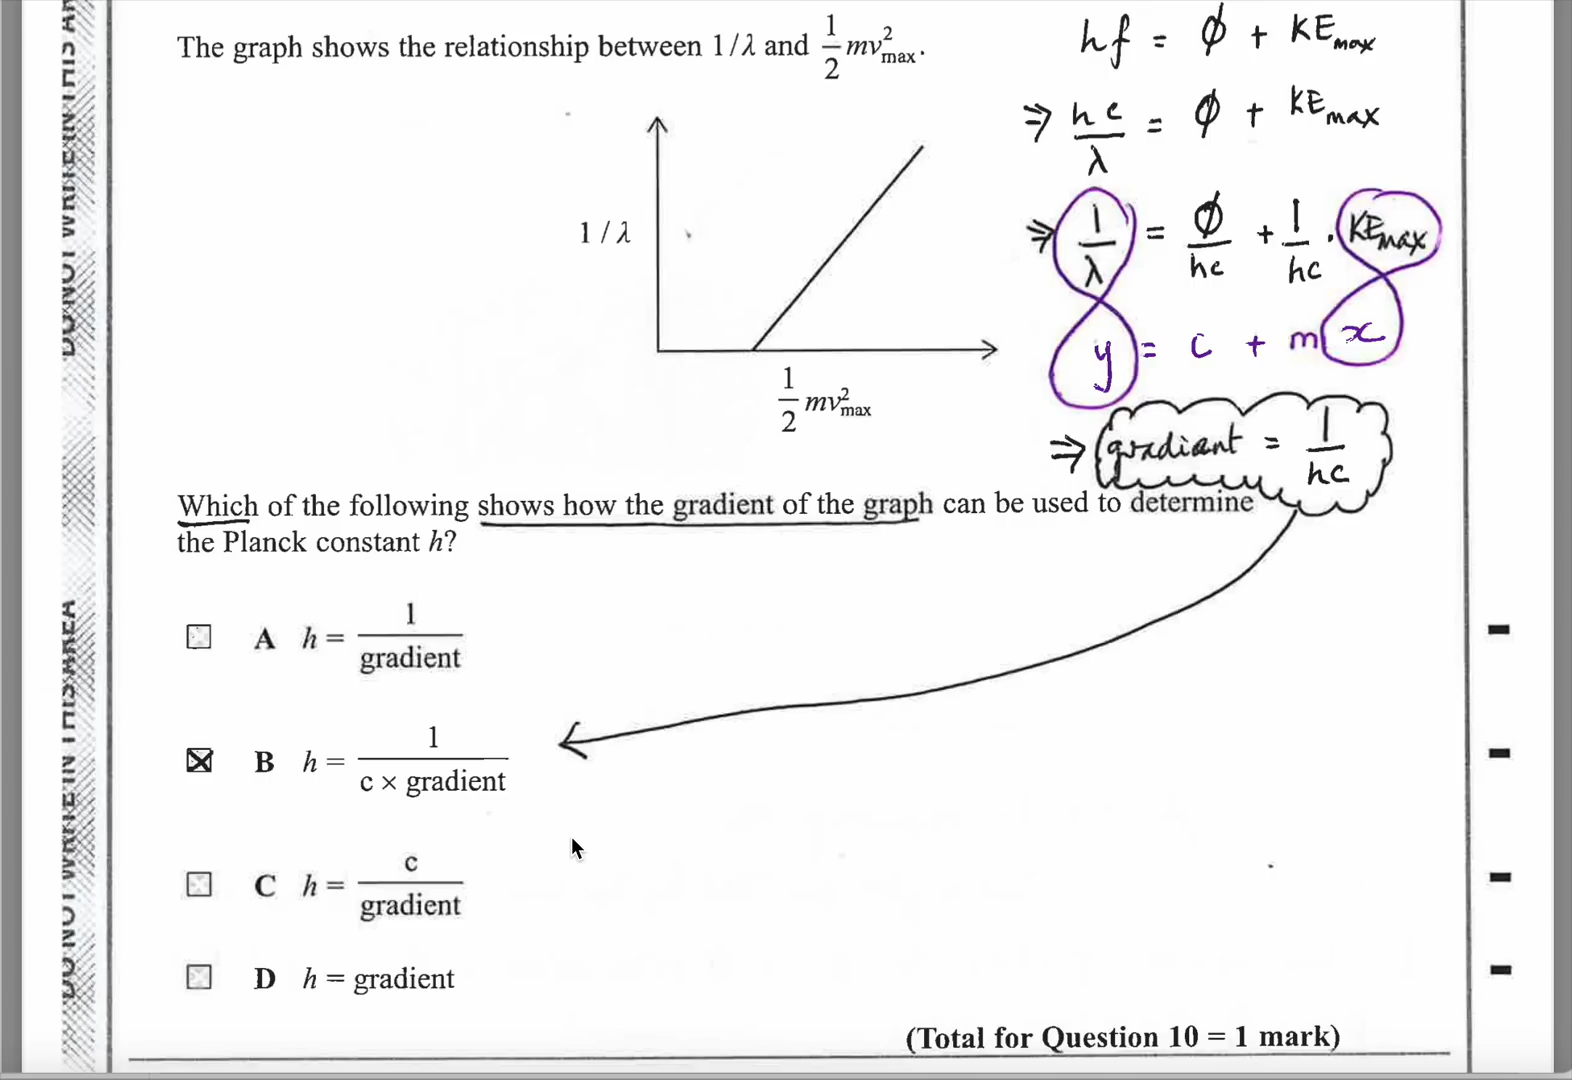 The graph shows the relationship between 1/λ and 1/2 mv²max.
hf = ϕ + KEmax
⇒ hc/λ = ϕ + KEmax
⇒ 1/λ = ϕ/hc + 1/hc · KEmax
y = c + mx
1/λ
1/2 mv²max
⇒ gradient = 1/hc
Which of the following shows how the gradient of the graph can be used to determine
the Planck constant h?
A h = 1/gradient
B h = 1/(c × gradient)
C h = c/gradient
D h = gradient
(Total for Question 10 = 1 mark)
DO NOT WRITE IN THIS AREA
DO NOT WRITE IN THIS AREA